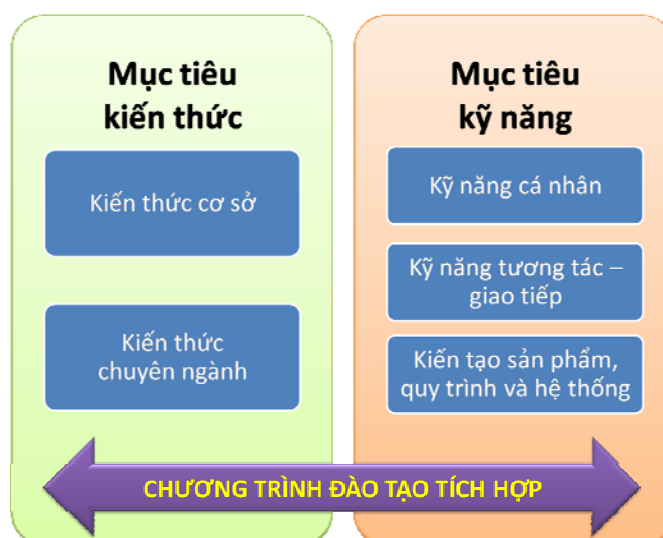 Mục tiêu
kiến thức
Kiến thức cơ sở
Kiến thức
chuyên ngành
Mục tiêu
kỹ năng
Kỹ năng cá nhân
Kỹ năng tương tác –
giao tiếp
Kiến tạo sản phẩm,
quy trình và hệ thống
CHƯƠNG TRÌNH ĐÀO TẠO TÍCH HỢP